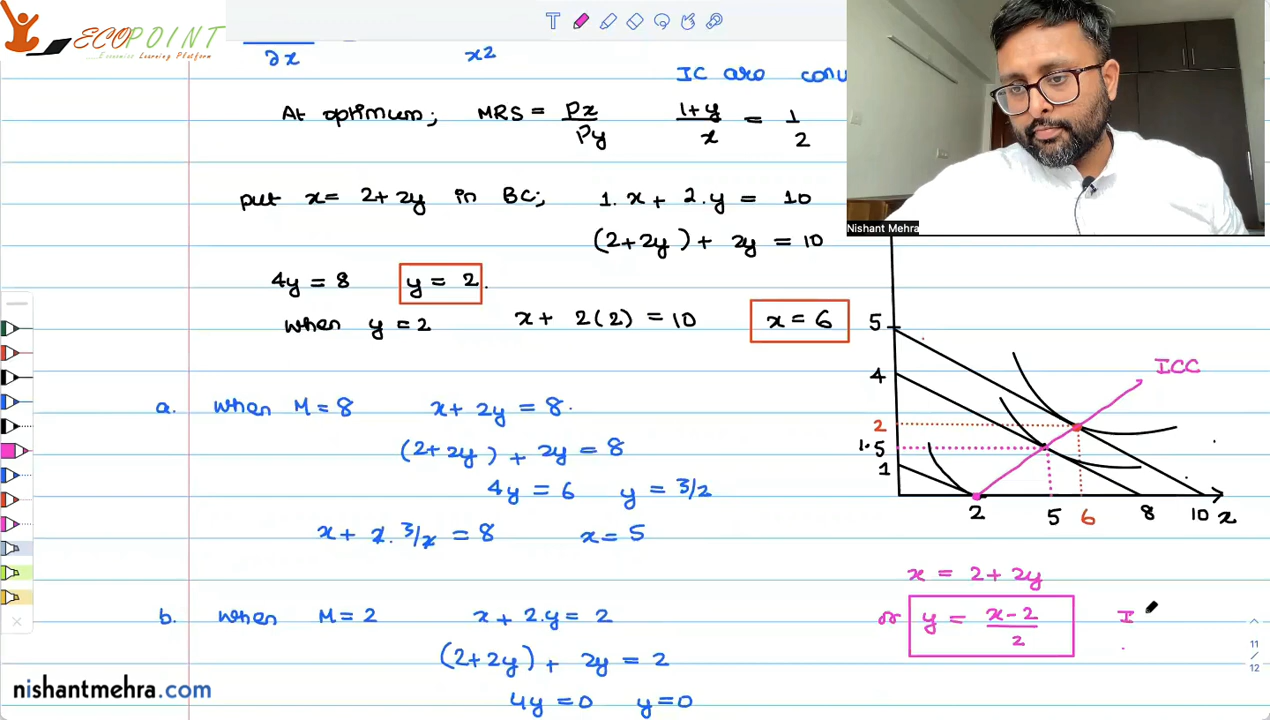 ECOPOINT
Economics Learning Platform
∂x
x2
IC are conv
At optimum; MRS = px/py (1+y)/x = 1/2
put x = 2+2y in BC; 1.x + 2.y = 10
(2+2y) + 2y = 10
4y = 8 y = 2.
when y = 2 x + 2(2) = 10 x = 6
a. when M = 8 x + 2y = 8.
(2+2y) + 2y = 8
4y = 6 y = 3/2
x + 2. 3/2 = 8 x = 5
b. when M = 2 x + 2.y = 2
(2+2y) + 2y = 2
4y = 0 y = 0
Nishant Mehra
5
4
2
1.5
1
ICC
2 5 6 8 10 x
x = 2+2y
or y = (x-2)/2 I
11
/
12
nishantmehra.com